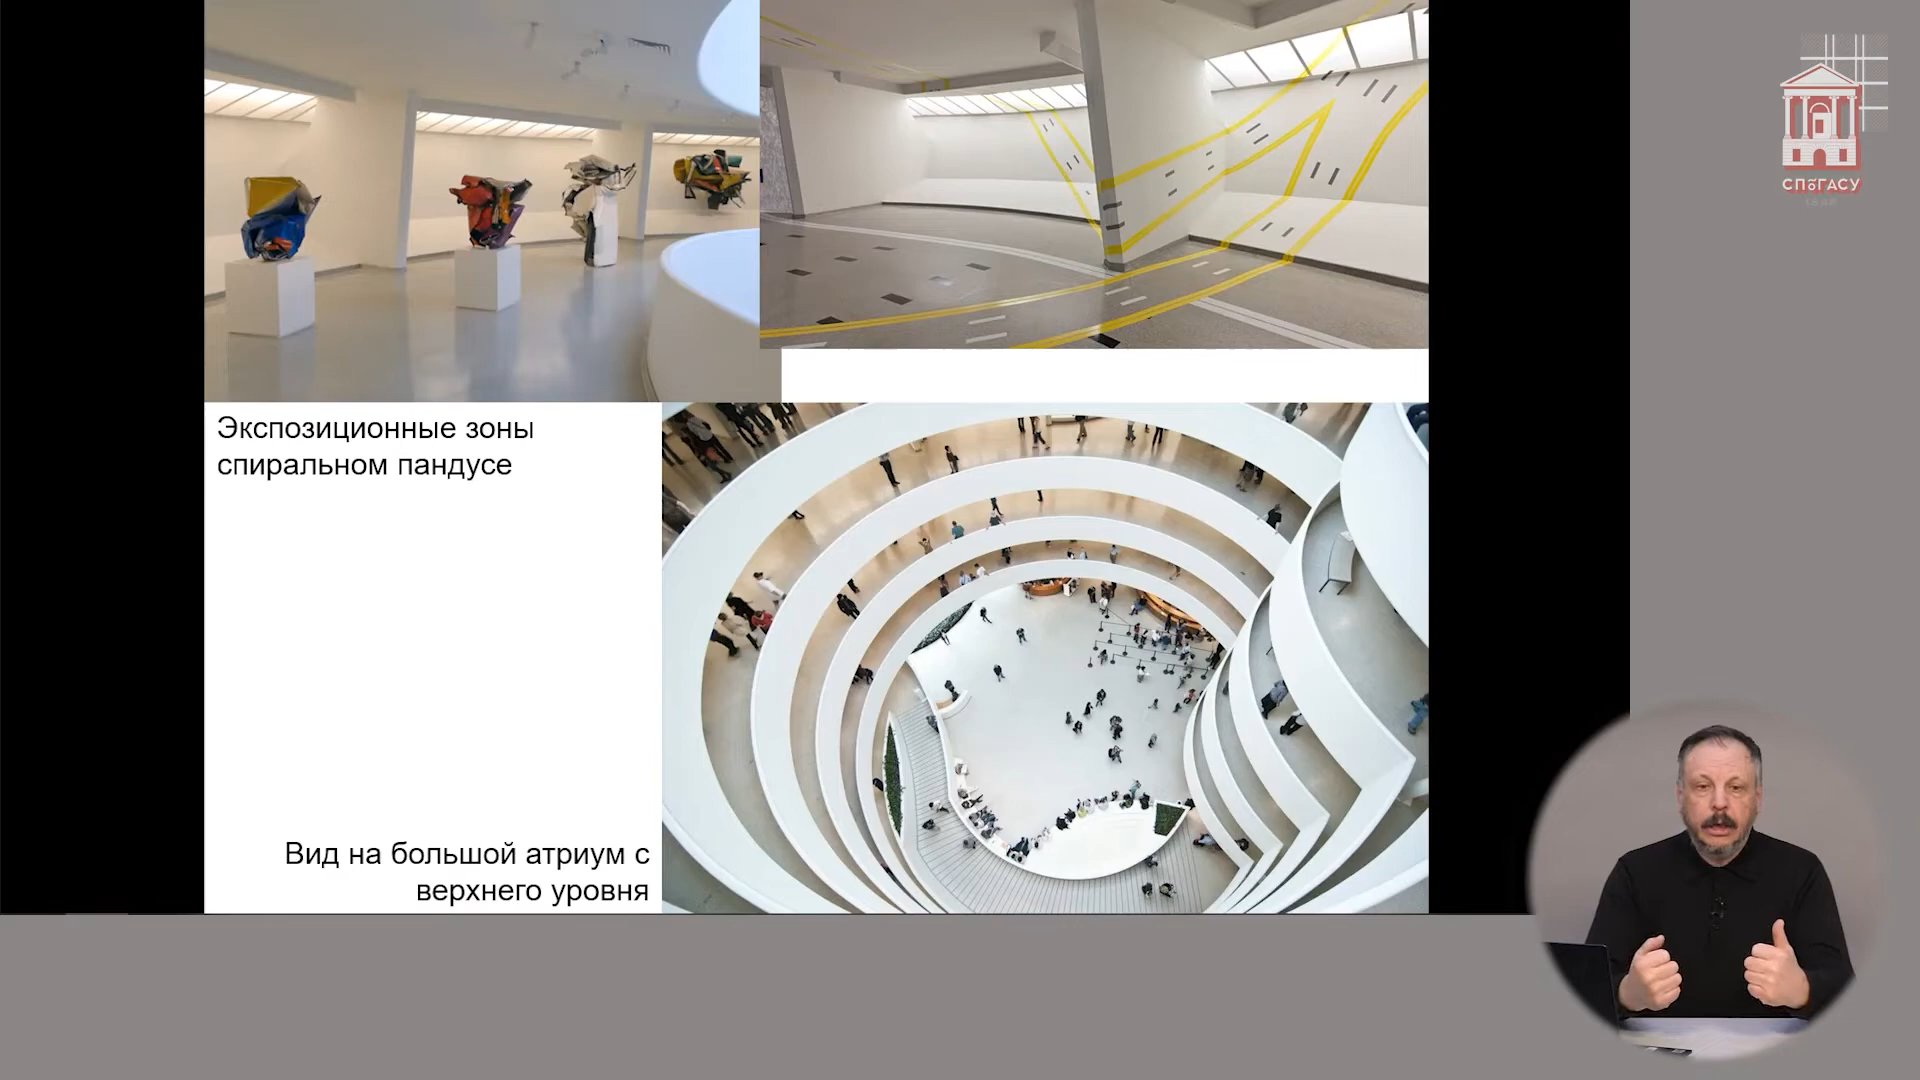 СПбГАСУ
Экспозиционные зоны
спиральном пандусе
Вид на большой атриум с
верхнего уровня